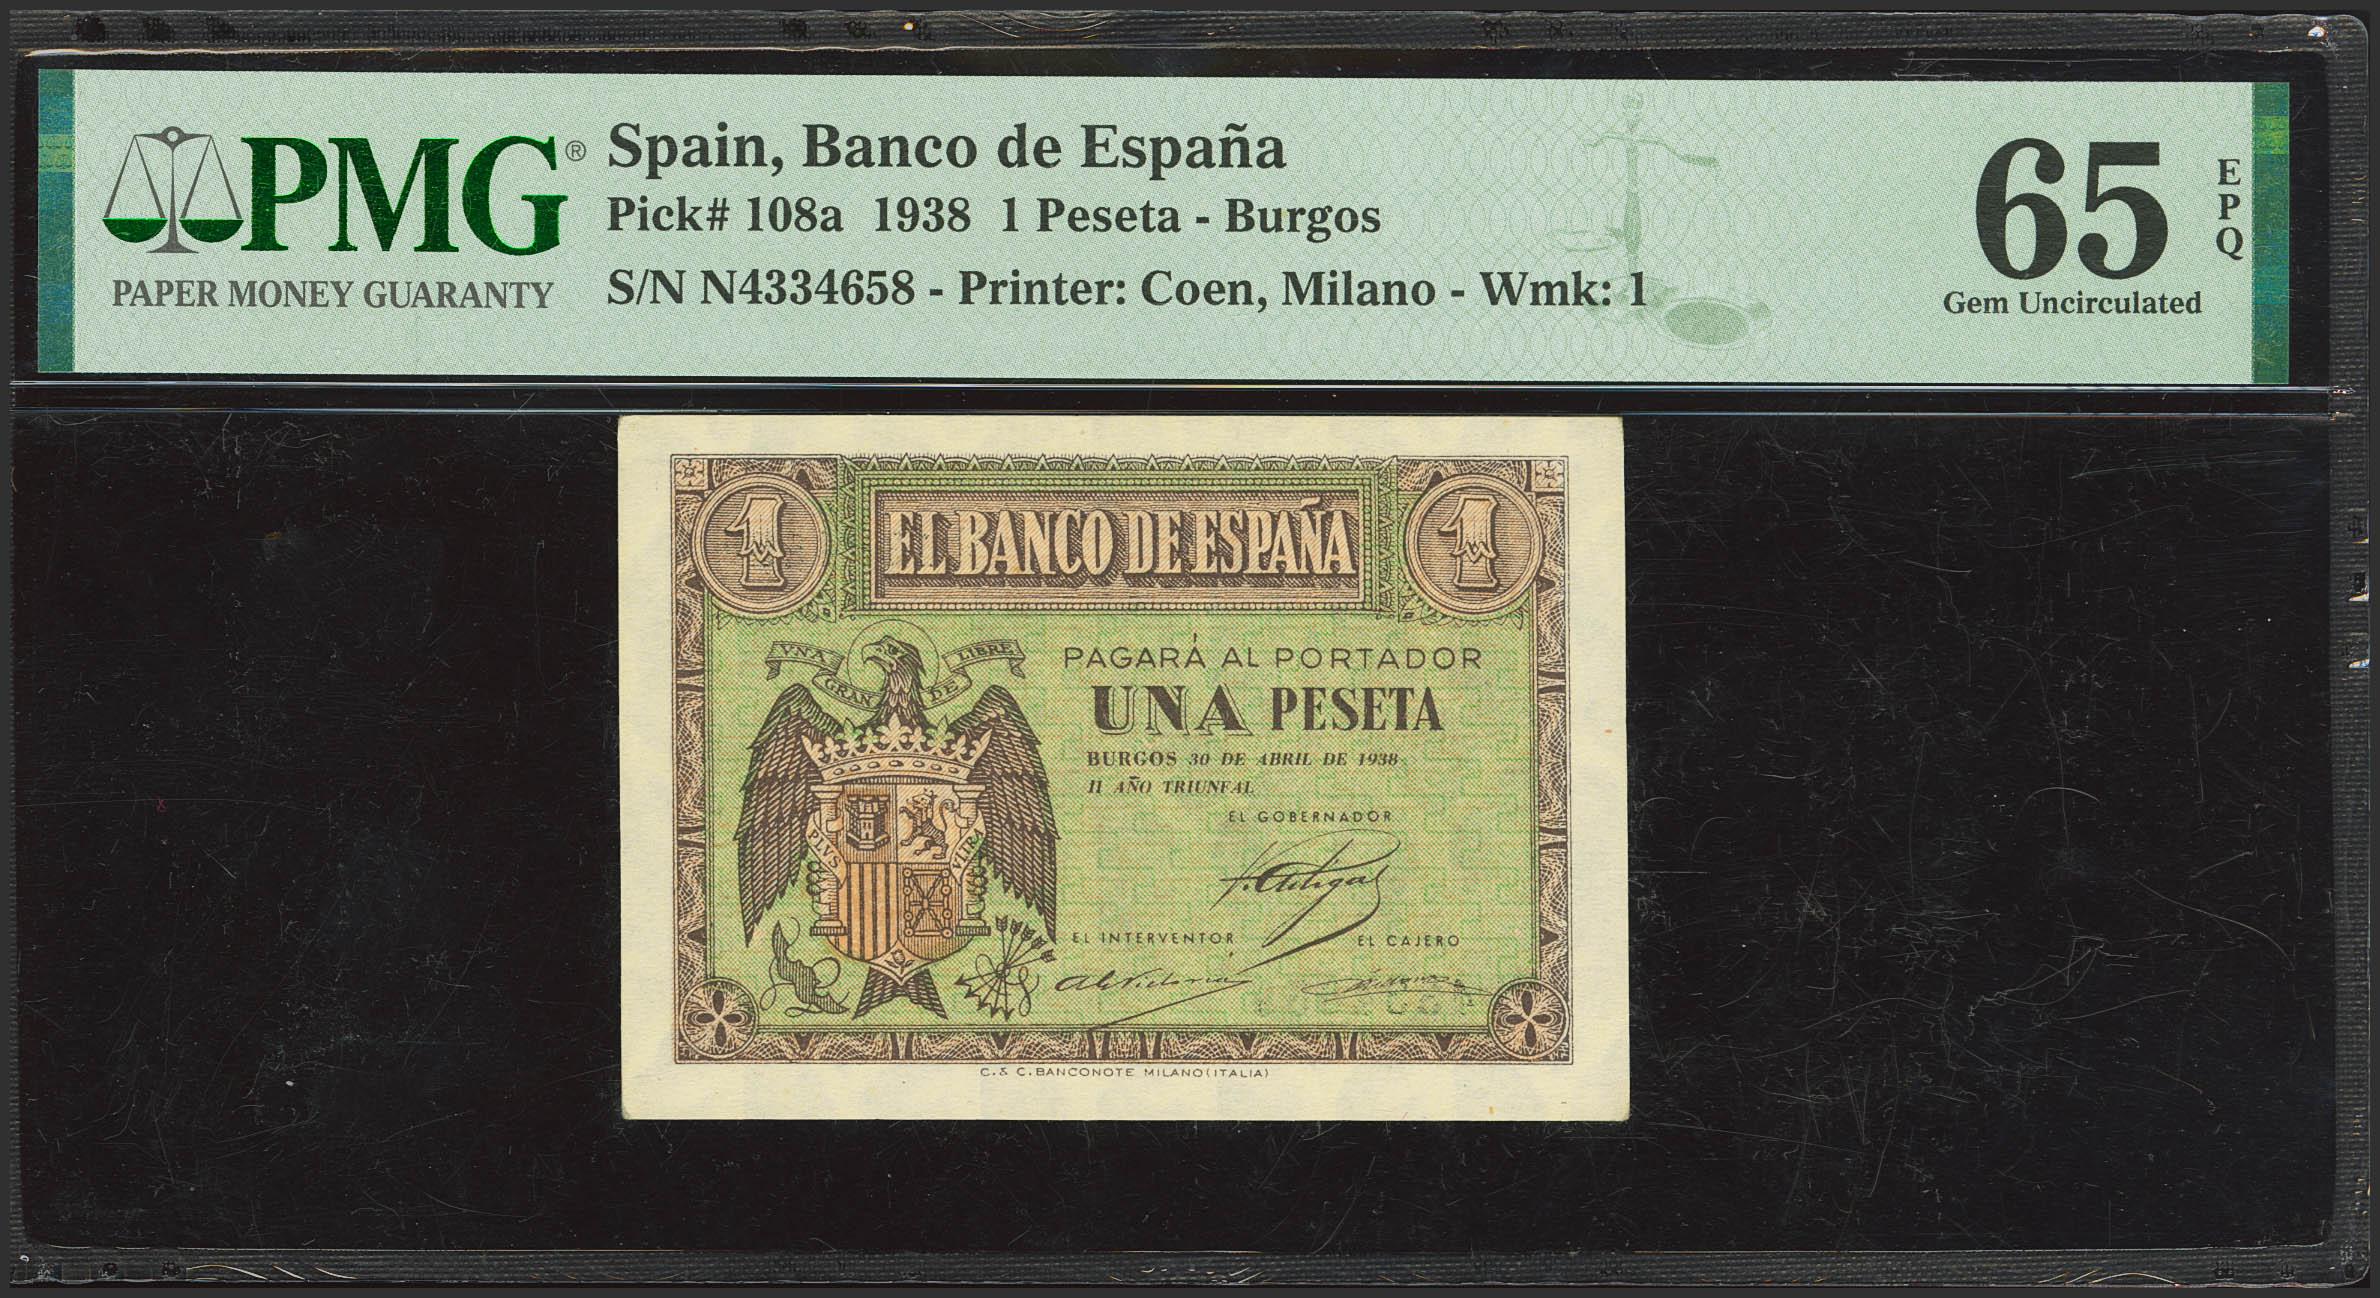 PMG®
PAPER MONEY GUARANTY
Spain, Banco de España
Pick# 108a 1938 1 Peseta - Burgos
S/N N4334658 - Printer: Coen, Milano - Wmk: 1
65
EPQ
Gem Uncirculated
1 EL BANCO DE ESPAÑA 1
VNA GRANDE LIBRE
PAGARÁ AL PORTADOR
UNA PESETA
BURGOS 30 DE ABRIL DE 1938
II AÑO TRIUNFAL
EL GOBERNADOR
PLVS VLTRA
EL INTERVENTOR EL CAJERO
C. & C. BANCONOTE MILANO (ITALIA)